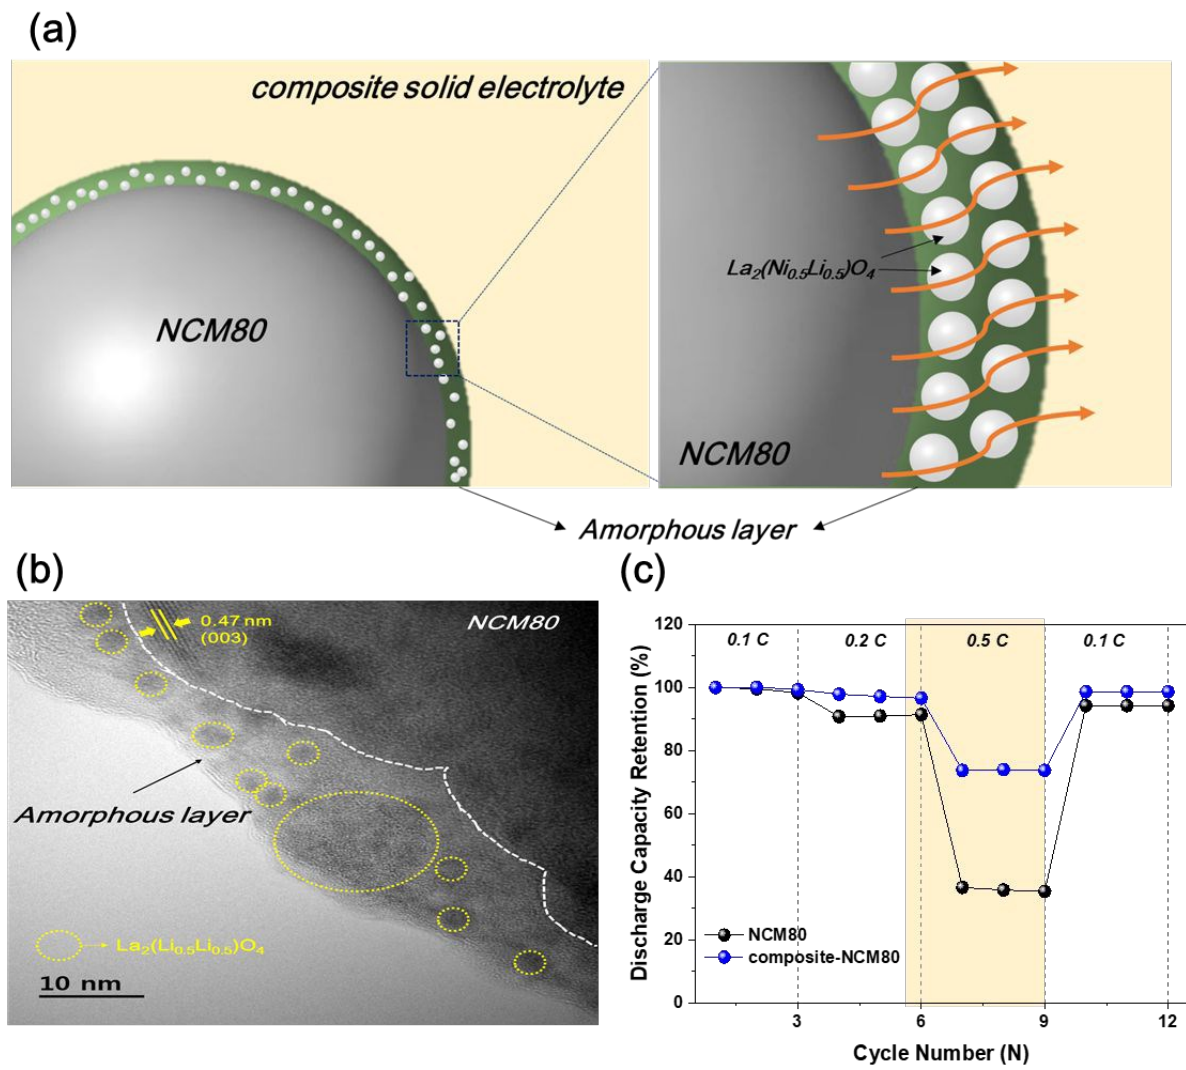 (a)
composite solid electrolyte
NCM80
La2(Ni0.5Li0.5)O4
NCM80
Amorphous layer
(b)
0.47 nm
(003)
NCM80
Amorphous layer
La2(Li0.5Li0.5)O4
10 nm
(c)
Discharge Capacity Retention (%)
120
100
80
60
40
20
0
0.1 C
0.2 C
0.5 C
0.1 C
NCM80
composite-NCM80
3
6
9
12
Cycle Number (N)